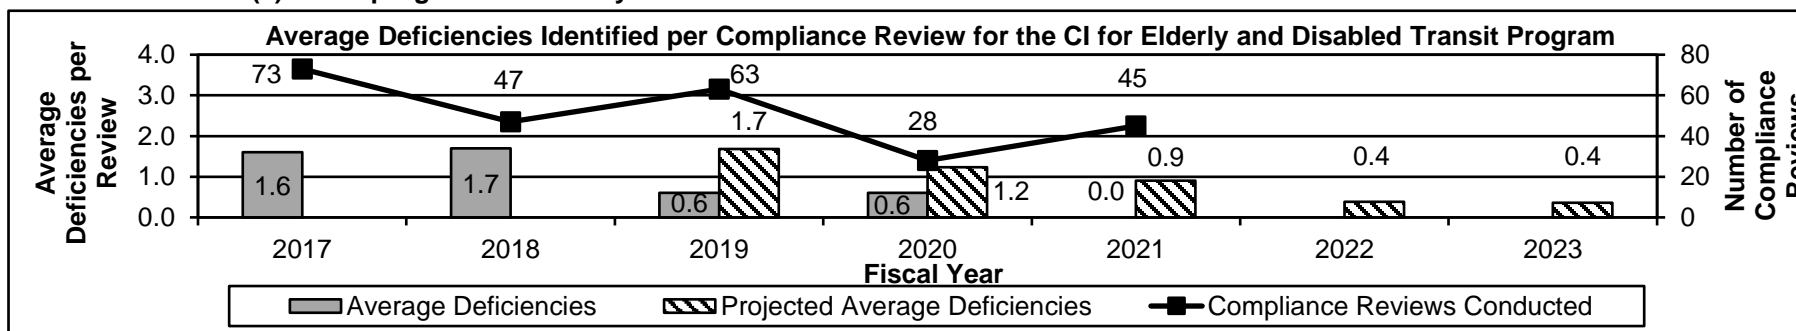 Average Deficiencies Identified per Compliance Review for the CI for Elderly and Disabled Transit Program
Average
Deficiencies per
Review
4.0
3.0
2.0
1.0
0.0
80
60
40
20
0
Number of
Compliance
Reviews
73
47
63
28
45
1.6
1.7
0.6
1.7
0.6
1.2
0.0
0.9
0.4
0.4
2017 2018 2019 2020 2021 2022 2023
Fiscal Year
Average Deficiencies Projected Average Deficiencies Compliance Reviews Conducted